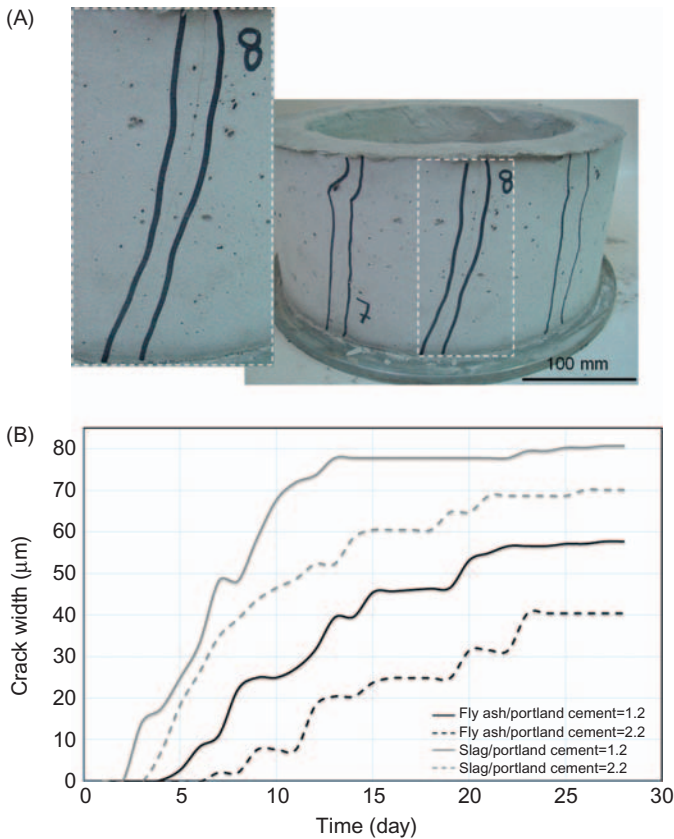 (A)
8
8
7
100 mm
(B)
80
70
60
50
40
30
20
10
0
Crack width (μm)
Fly ash/portland cement=1.2
Fly ash/portland cement=2.2
Slag/portland cement=1.2
Slag/portland cement=2.2
0 5 10 15 20 25 30
Time (day)